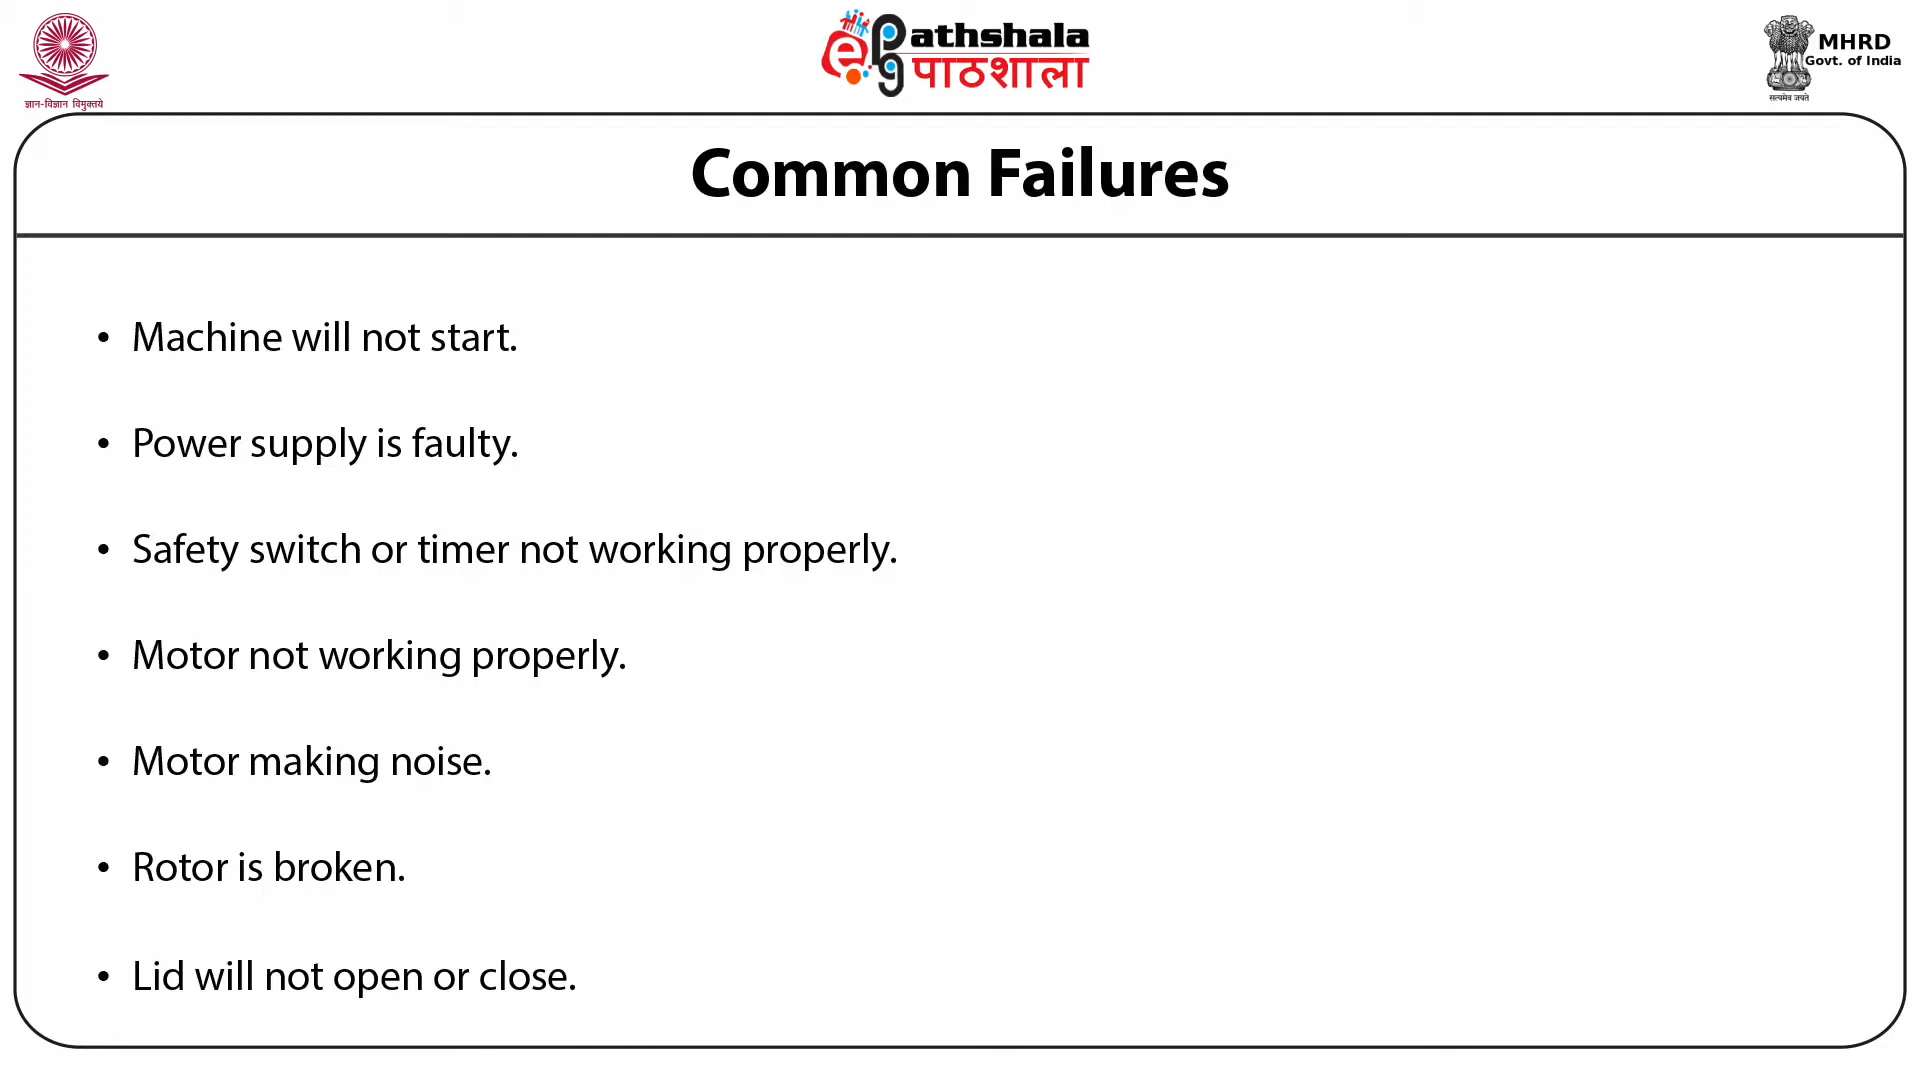 ज्ञान-विज्ञान विमुक्तये
ePathshala
पाठशाला
MHRD
Govt. of India
सत्यमेव जयते
Common Failures
• Machine will not start.
• Power supply is faulty.
• Safety switch or timer not working properly.
• Motor not working properly.
• Motor making noise.
• Rotor is broken.
• Lid will not open or close.